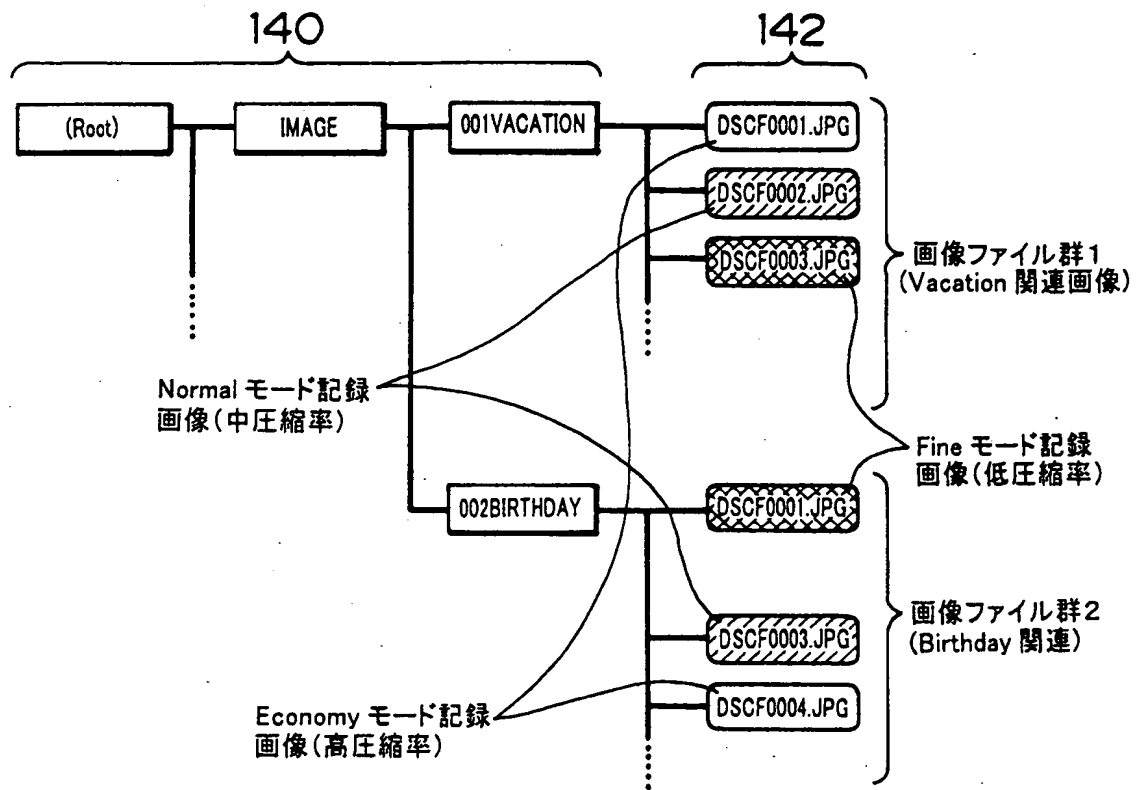 140
142
(Root)
IMAGE
001VACATION
DSCF0001.JPG
DSCF0002.JPG
DSCF0003.JPG
画像ファイル群1
(Vacation 関連画像)
Normal モード記録
画像(中圧縮率)
Fine モード記録
画像(低圧縮率)
002BIRTHDAY
DSCF0001.JPG
画像ファイル群2
(Birthday 関連)
DSCF0003.JPG
DSCF0004.JPG
Economy モード記録
画像(高圧縮率)